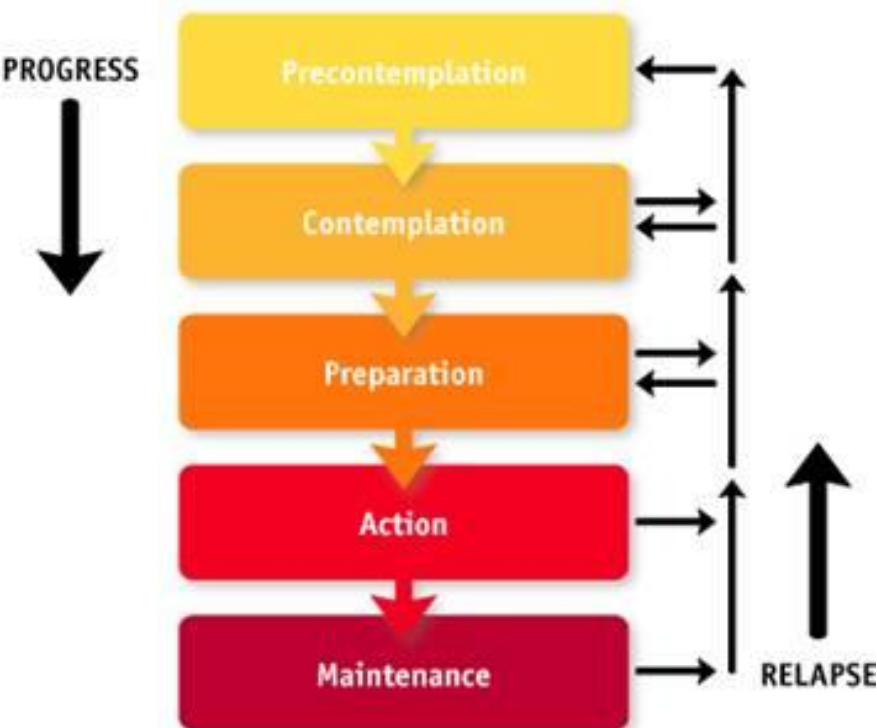 PROGRESS
Precontemplation
Contemplation
Preparation
Action
Maintenance
RELAPSE